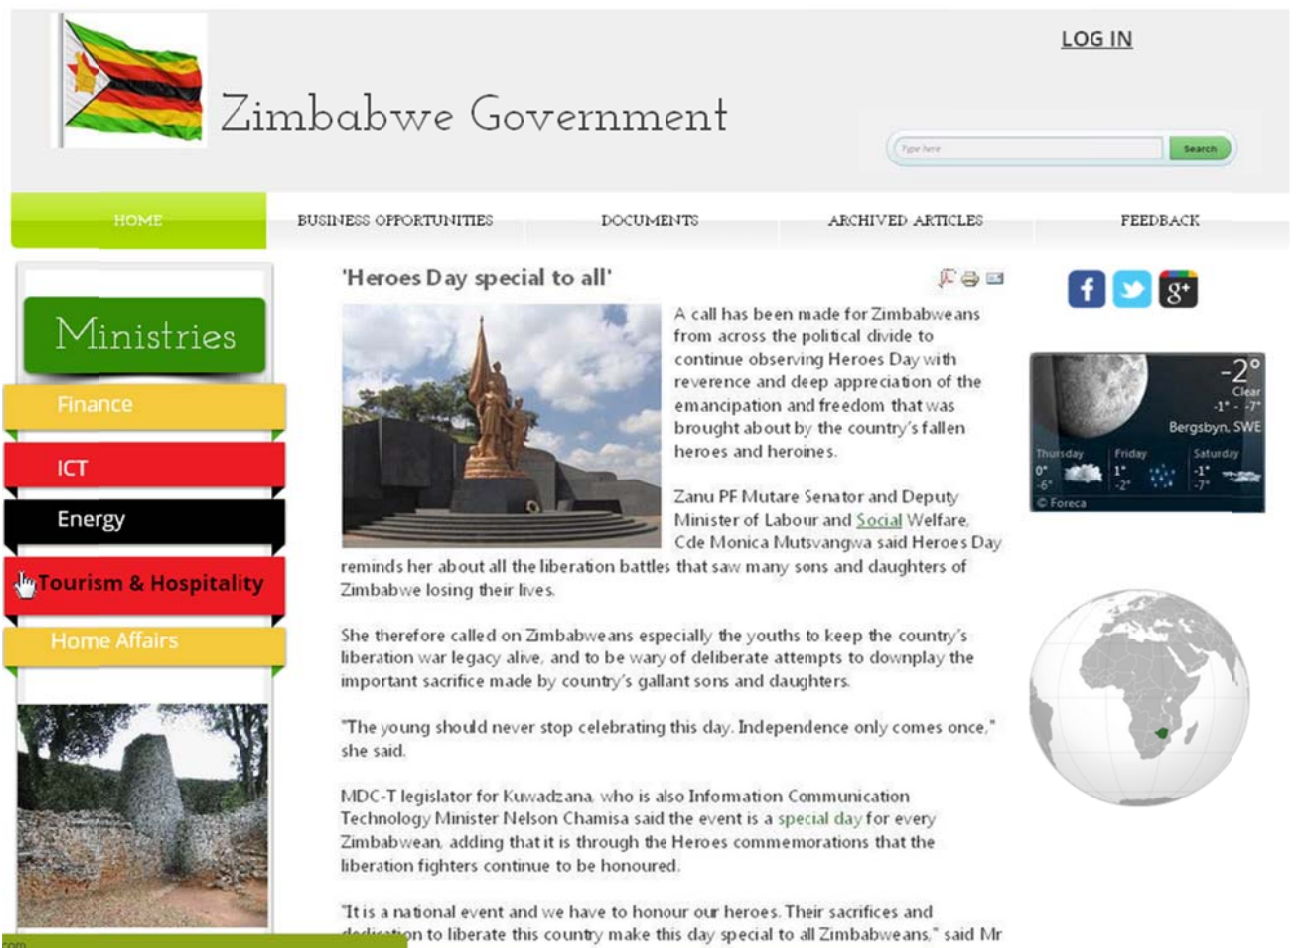 LOG IN
Zimbabwe Government
Type here
Search
HOME
BUSINESS OPPORTUNITIES
DOCUMENTS
ARCHIVED ARTICLES
FEEDBACK
Ministries
Finance
ICT
Energy
Tourism & Hospitality
Home Affairs
'Heroes Day special to all'
A call has been made for Zimbabweans
from across the political divide to
continue observing Heroes Day with
reverence and deep appreciation of the
emancipation and freedom that was
brought about by the country's fallen
heroes and heroines.
Zanu PF Mutare Senator and Deputy
Minister of Labour and Social Welfare,
Cde Monica Mutsvangwa said Heroes Day
reminds her about all the liberation battles that saw many sons and daughters of
Zimbabwe losing their lives.
She therefore called on Zimbabweans especially the youths to keep the country's
liberation war legacy alive, and to be wary of deliberate attempts to downplay the
important sacrifice made by country's gallant sons and daughters.
"The young should never stop celebrating this day. Independence only comes once,"
she said.
MDC-T legislator for Kuwadzana, who is also Information Communication
Technology Minister Nelson Chamisa said the event is a special day for every
Zimbabwean, adding that it is through the Heroes commemorations that the
liberation fighters continue to be honoured.
"It is a national event and we have to honour our heroes. Their sacrifices and
dedication to liberate this country make this day special to all Zimbabweans," said Mr
f
g+
-2°
Clear
-1° - -7°
Bergsbyn, SWE
Thursday
Friday
Saturday
0°
1°
-1°
-6°
-2°
-7°
© Foreca
com